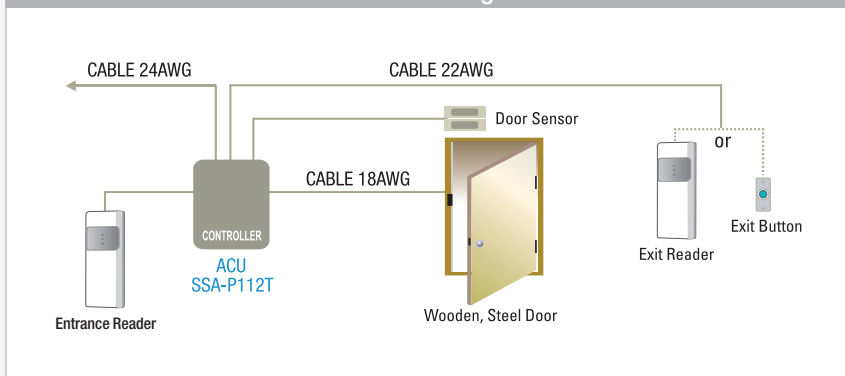 CABLE 24AWG
CABLE 22AWG
Door Sensor
or
CABLE 18AWG
CONTROLLER
Exit Button
Exit Reader
ACU
SSA-P112T
Wooden, Steel Door
Entrance Reader